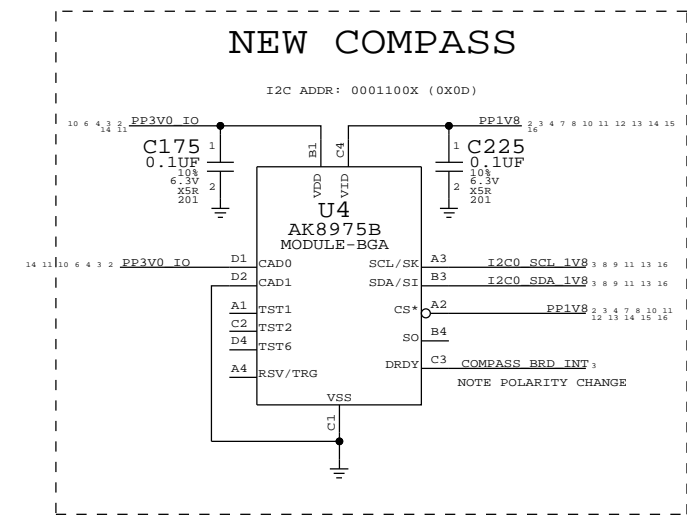 NEW COMPASS
I2C ADDR: 0001100X (0X0D)
10 6 4 3 2 PP3V0_IO
14 11
PP1V8 2 3 4 7 8 10 11 12 13 14 15
16
C175 1
0.1UF
10%
6.3V
X5R
201
2
B1
C4
1 C225
0.1UF
10%
6.3V
X5R
201
2
VDD
VID
U4
AK8975B
MODULE-BGA
14 11 10 6 4 3 2 PP3V0_IO D1 CAD0
D2 CAD1
A1 TST1
C2 TST2
D4 TST6
A4 RSV/TRG
SCL/SK A3 I2C0_SCL_1V8 3 8 9 11 13 16
SDA/SI B3 I2C0_SDA_1V8 3 8 9 11 13 16
CS* A2 PP1V8 2 3 4 7 8 10 11
12 13 14 15 16
SO B4
DRDY C3 COMPASS_BRD_INT 3
NOTE POLARITY CHANGE
VSS
C1